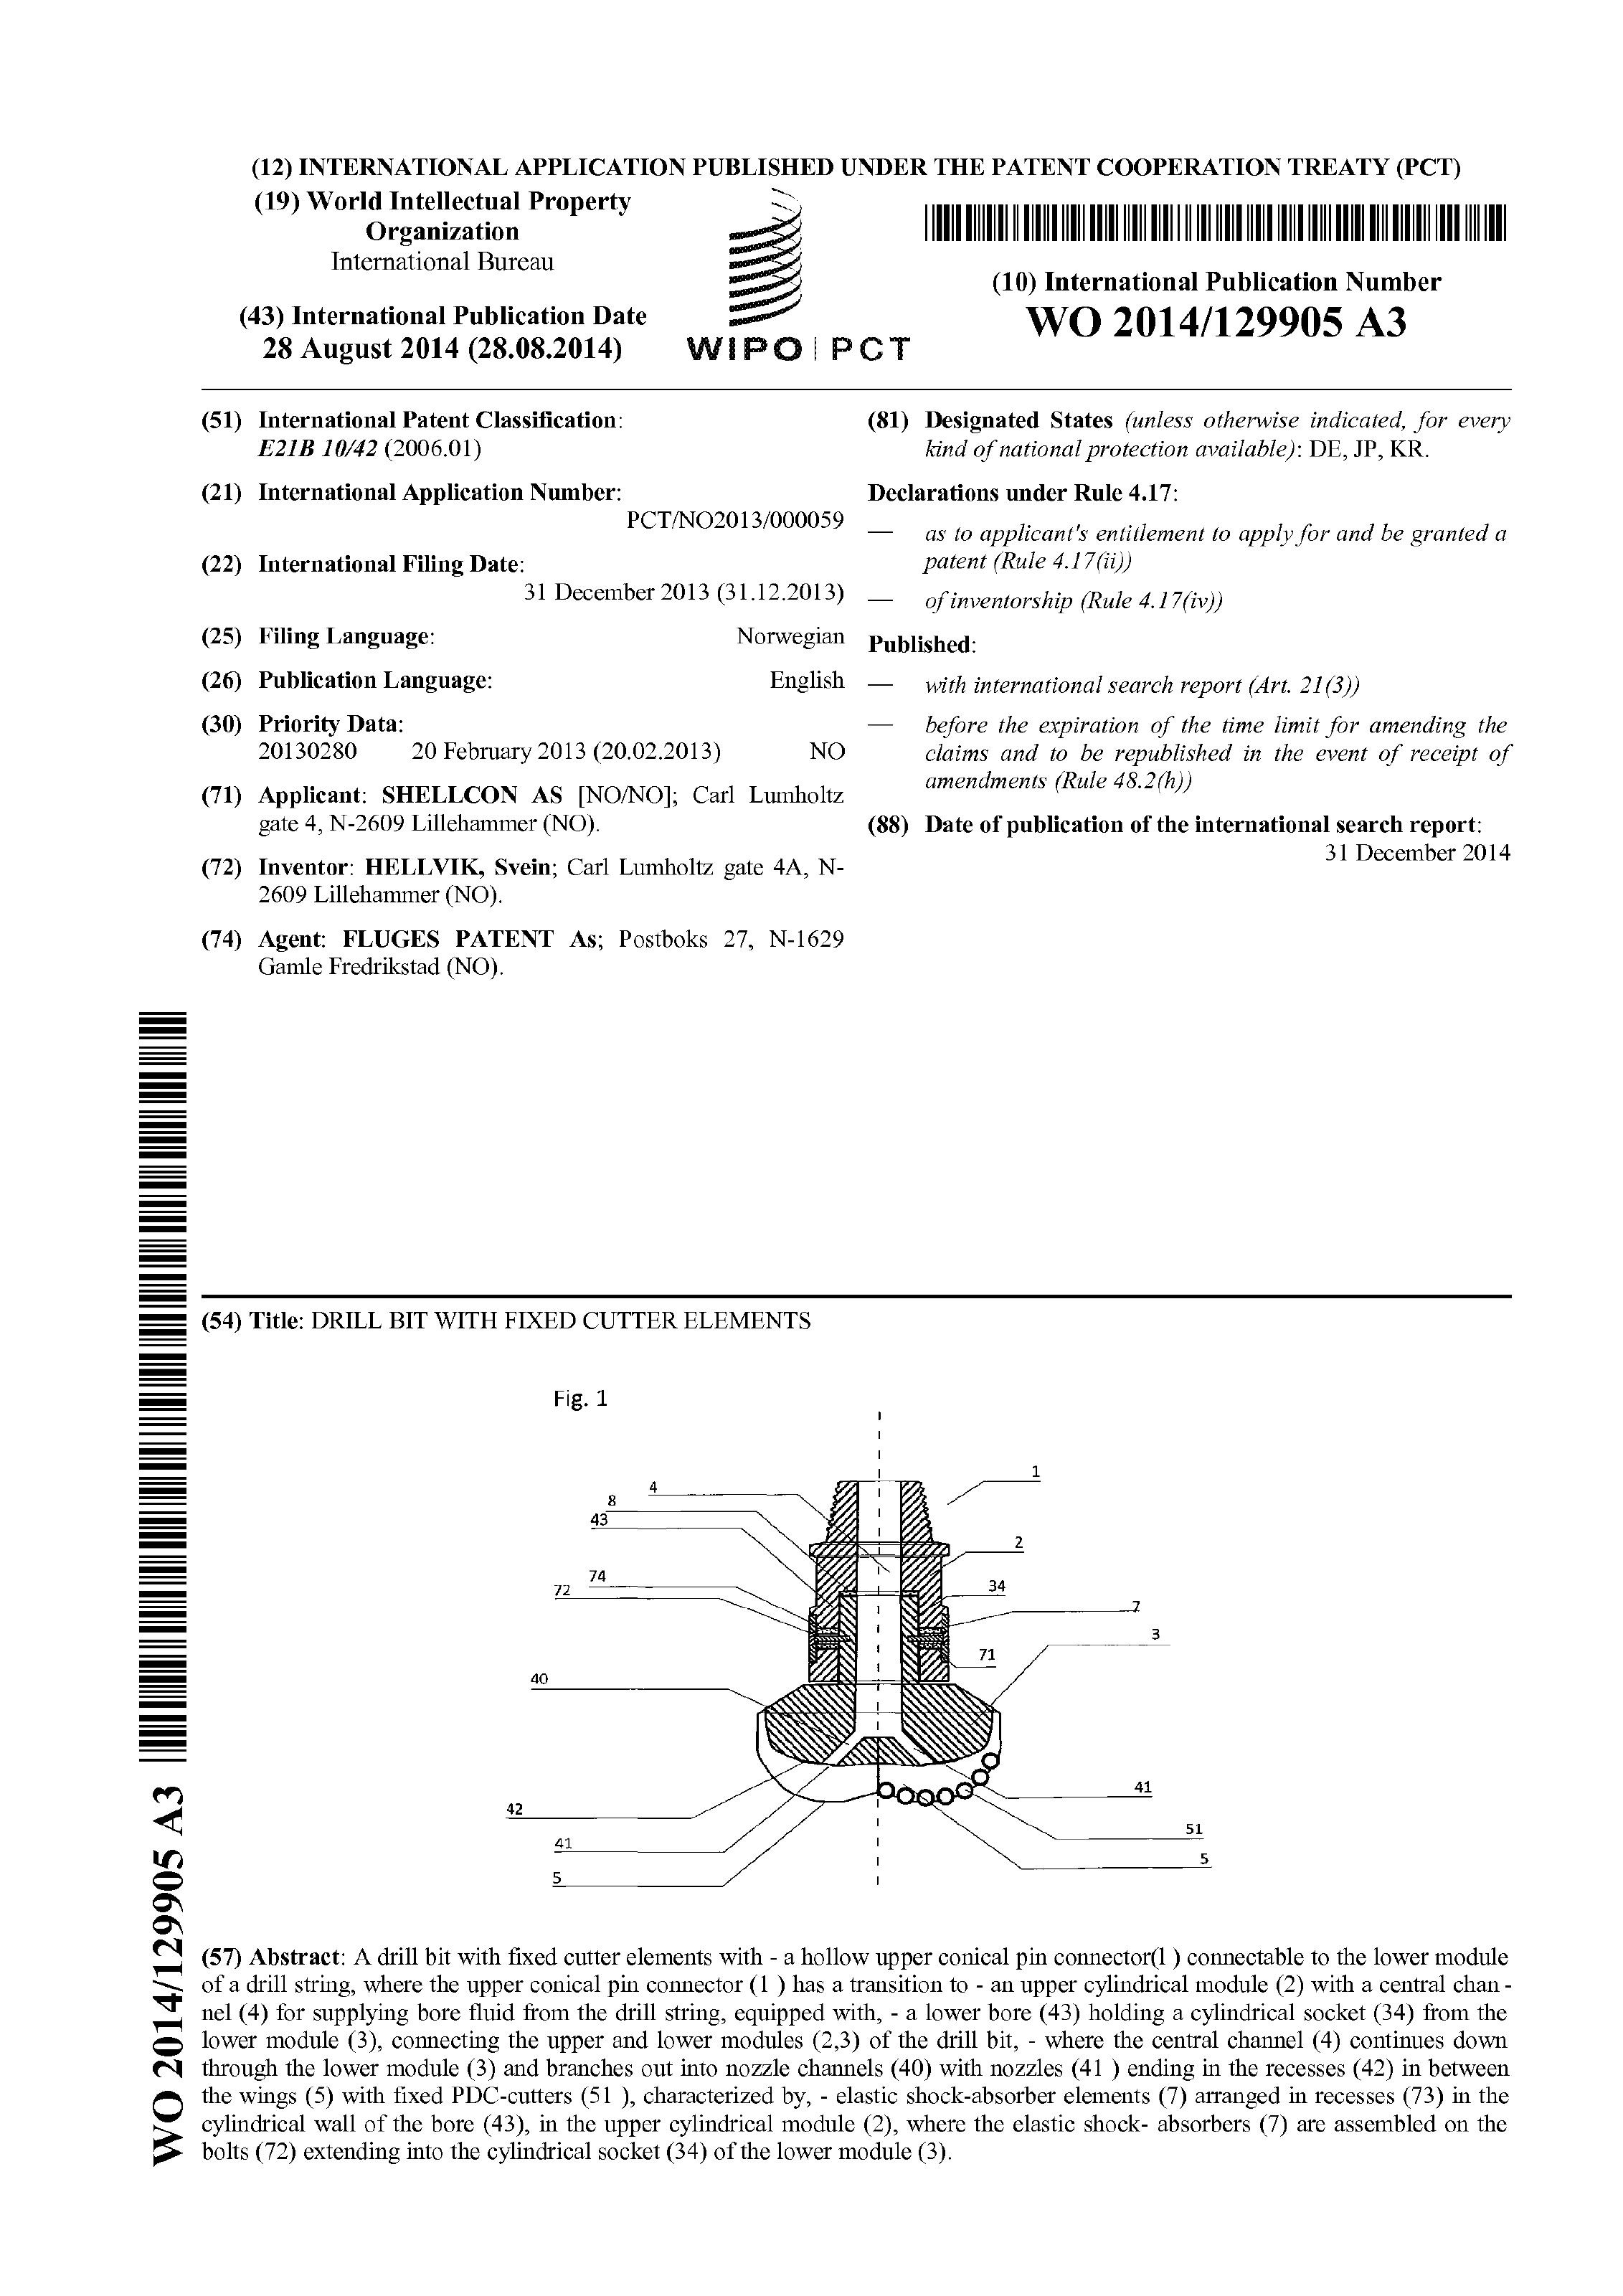 (12) INTERNATIONAL APPLICATION PUBLISHED UNDER THE PATENT COOPERATION TREATY (PCT)
(19) World Intellectual Property
Organization
International Bureau
(43) International Publication Date
28 August 2014 (28.08.2014)
WIPO | PCT
(10) International Publication Number
WO 2014/129905 A3
(51) International Patent Classification:
E21B 10/42 (2006.01)
(21) International Application Number:
PCT/NO2013/000059
(22) International Filing Date:
31 December 2013 (31.12.2013)
(25) Filing Language: Norwegian
(26) Publication Language: English
(30) Priority Data:
20130280 20 February 2013 (20.02.2013) NO
(71) Applicant: SHELLCON AS [NO/NO]; Carl Lumholtz
gate 4, N-2609 Lillehammer (NO).
(72) Inventor: HELLVIK, Svein; Carl Lumholtz gate 4A, N-
2609 Lillehammer (NO).
(74) Agent: FLUGES PATENT As; Postboks 27, N-1629
Gamle Fredrikstad (NO).
(81) Designated States (unless otherwise indicated, for every
kind of national protection available): DE, JP, KR.
Declarations under Rule 4.17:
— as to applicant's entitlement to apply for and be granted a
patent (Rule 4.17(ii))
— of inventorship (Rule 4.17(iv))
Published:
— with international search report (Art. 21(3))
— before the expiration of the time limit for amending the
claims and to be republished in the event of receipt of
amendments (Rule 48.2(h))
(88) Date of publication of the international search report:
31 December 2014
(54) Title: DRILL BIT WITH FIXED CUTTER ELEMENTS
Fig. 1
1
4
8
43
2
74
72
34
7
3
71
40
41
42
51
41
5
5
(57) Abstract: A drill bit with fixed cutter elements with - a hollow upper conical pin connector(1 ) connectable to the lower module
of a drill string, where the upper conical pin connector (1 ) has a transition to - an upper cylindrical module (2) with a central chan -
nel (4) for supplying bore fluid from the drill string, equipped with, - a lower bore (43) holding a cylindrical socket (34) from the
lower module (3), connecting the upper and lower modules (2,3) of the drill bit, - where the central channel (4) continues down
through the lower module (3) and branches out into nozzle channels (40) with nozzles (41 ) ending in the recesses (42) in between
the wings (5) with fixed PDC-cutters (51 ), characterized by, - elastic shock-absorber elements (7) arranged in recesses (73) in the
cylindrical wall of the bore (43), in the upper cylindrical module (2), where the elastic shock- absorbers (7) are assembled on the
bolts (72) extending into the cylindrical socket (34) of the lower module (3).
WO 2014/129905 A3